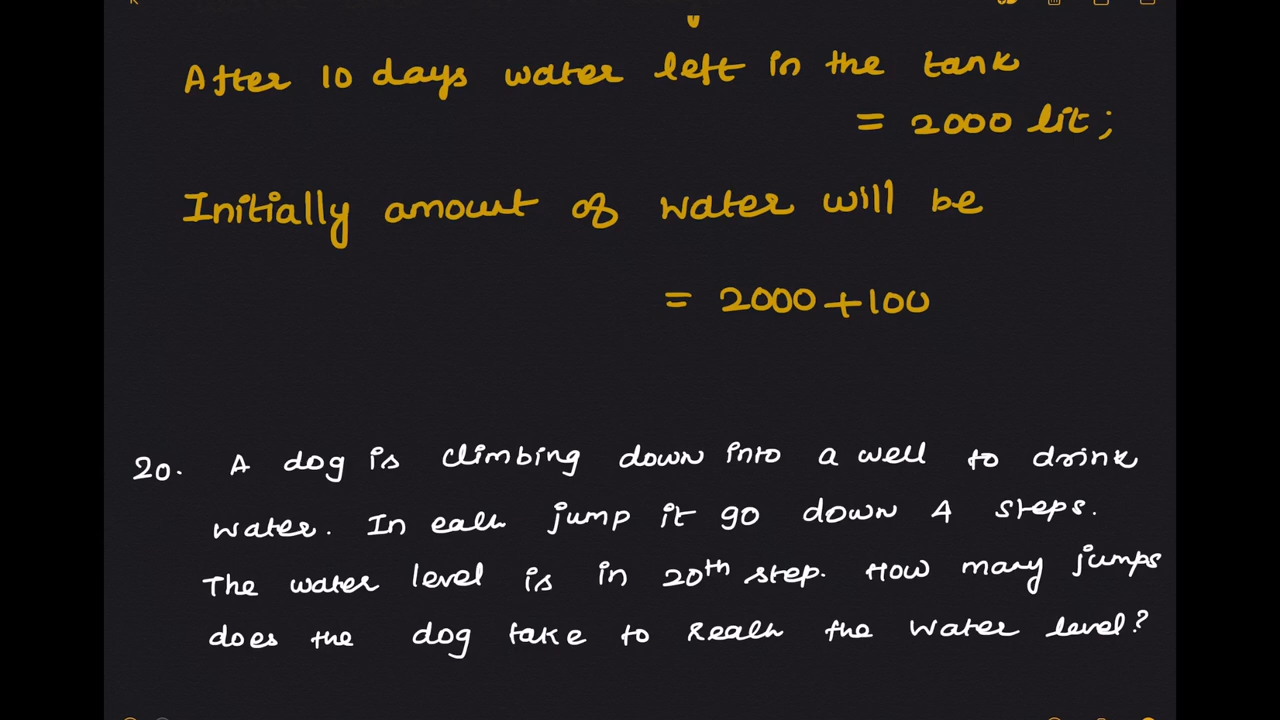 After 10 days water left in the tank
= 2000 lit;
Initially amount of water will be
= 2000+100
20. A dog is climbing down into a well to drink
water. In each jump it go down 4 steps.
The water level is in 20th step. How many jumps
does the dog take to Reach the Water level?